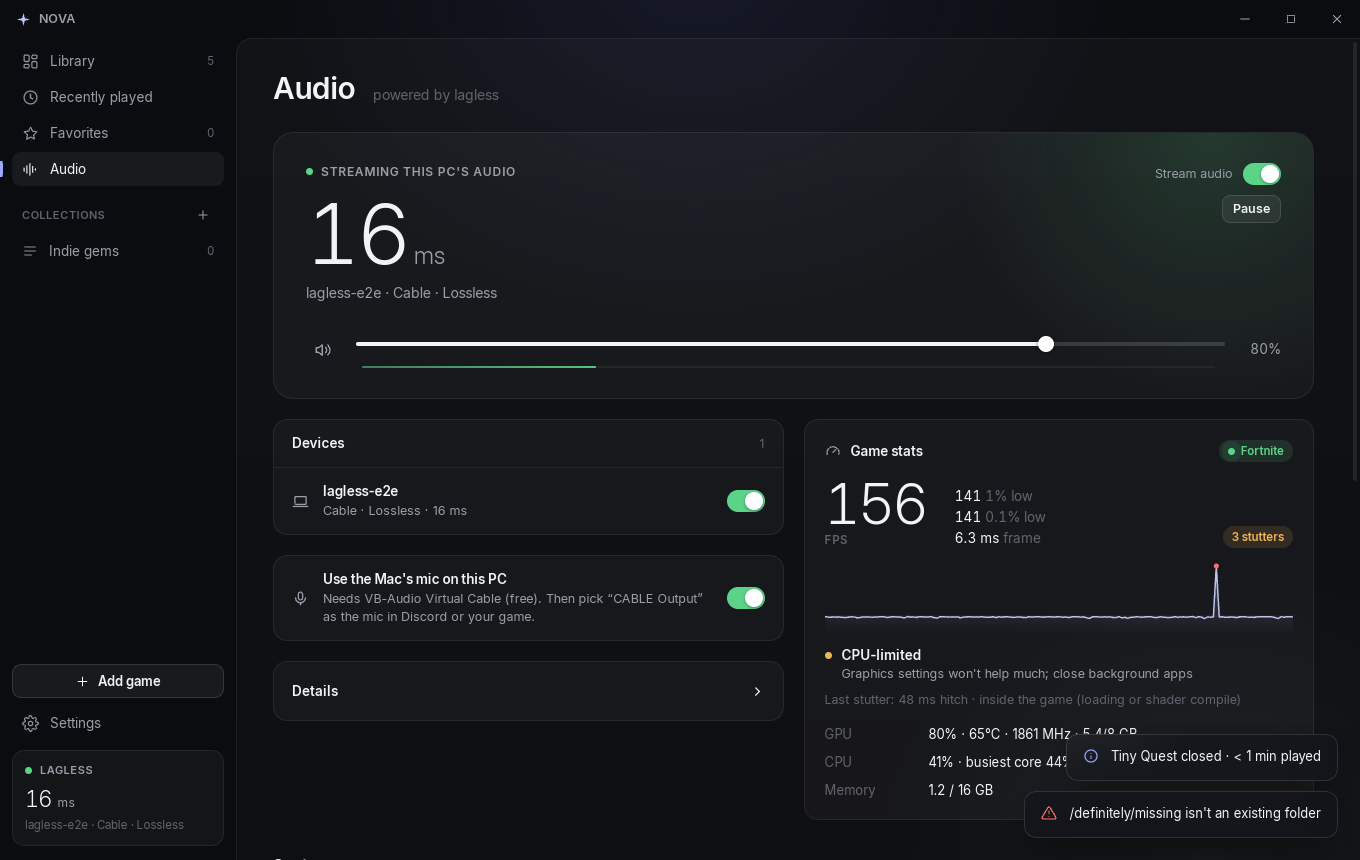 NOVA
Library 5
Recently played
Favorites 0
Audio
COLLECTIONS
Indie gems 0
Add game
Settings
LAGLESS
16 ms
lagless-e2e · Cable · Lossless
Audio powered by lagless
STREAMING THIS PC'S AUDIO
Stream audio
Pause
16 ms
lagless-e2e · Cable · Lossless
80%
Devices 1
lagless-e2e
Cable · Lossless · 16 ms
Use the Mac's mic on this PC
Needs VB-Audio Virtual Cable (free). Then pick “CABLE Output”
as the mic in Discord or your game.
Details
Game stats Fortnite
156
FPS
141 1% low
141 0.1% low
6.3 ms frame
3 stutters
CPU-limited
Graphics settings won't help much; close background apps
Last stutter: 48 ms hitch · inside the game (loading or shader compile)
GPU 80% · 65°C · 1861 MHz · 5.4/8 GB
CPU 41% · busiest core 44%
Memory 1.2 / 16 GB
Tiny Quest closed · < 1 min played
/definitely/missing isn't an existing folder